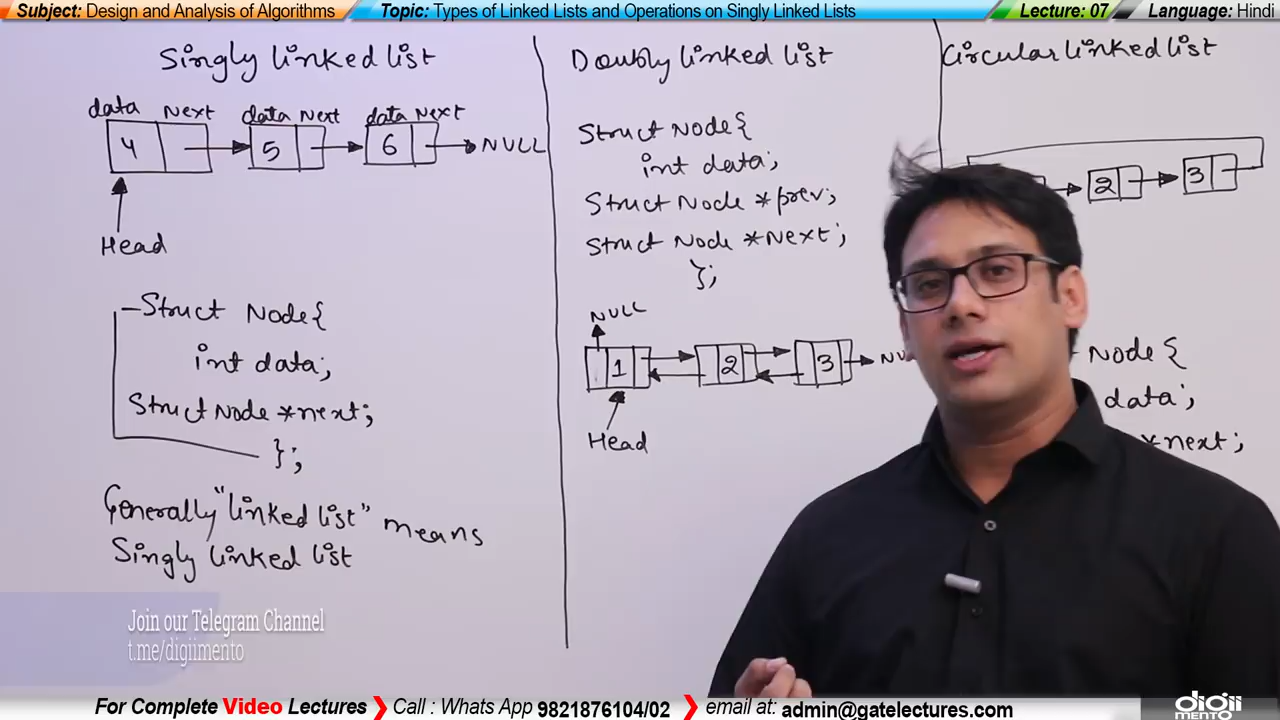 Subject: Design and Analysis of Algorithms
Topic: Types of Linked Lists and Operations on Singly Linked Lists
Lecture: 07
Language: Hindi
Singly linked list
data Next data Next data Next
4 5 6 NULL
Head
Struct Node{
int data;
Struct Node *next;
};
Generally "linked list" means
Singly linked list
Doubly linked list
Struct Node{
int data;
Struct Node *prev;
Struct Node *Next;
};
NULL
1 2 3
Head
Circular linked list
2 3
Node {
data;
*next;
Join our Telegram Channel
t.me/digiimento
For Complete Video Lectures Call : Whats App 9821876104/02 email at: admin@gatelectures.com
digii
MENTO